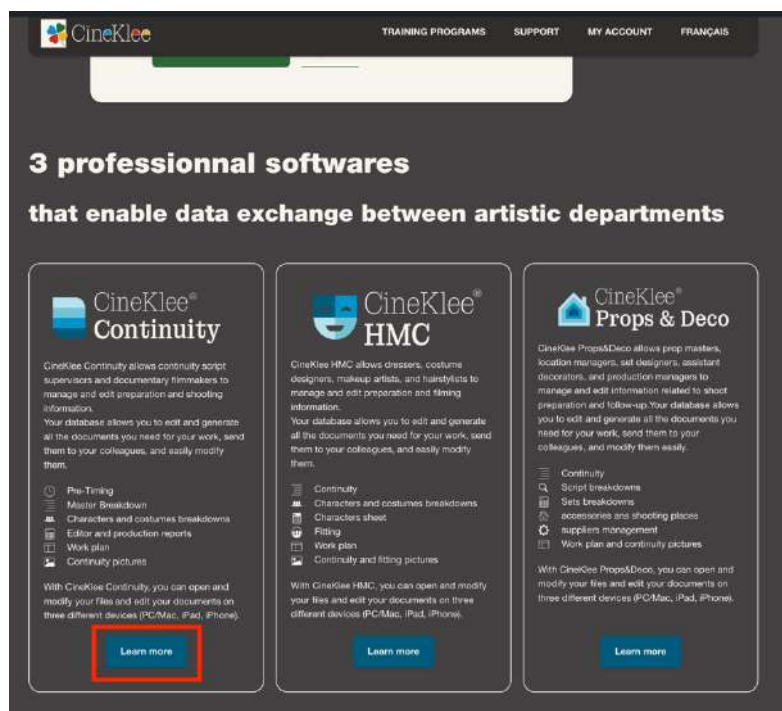 CineKlee
TRAINING PROGRAMS
SUPPORT
MY ACCOUNT
FRANÇAIS
3 professionnal softwares
that enable data exchange between artistic departments
CineKlee®
Continuity
CineKlee Continuity allows continuity script
supervisors and documentary filmmakers to
manage and edit preparation and shooting
information.
Your database allows you to edit and generate
all the documents you need for your work, send
them to your colleagues, and easily modify
them.
Pre-Timing
Master Breakdown
Characters and costumes breakdowns
Editor and production reports
Work plan
Continuity pictures
With CineKlee Continuity, you can open and
modify your files and edit your documents on
three different devices (PC/Mac, iPad, iPhone).
Learn more
CineKlee®
HMC
CineKlee HMC allows dressers, costume
designers, makeup artists, and hairstylists to
manage and edit preparation and filming
information.
Your database allows you to edit and generate
all the documents you need for your work, send
them to your colleagues, and easily modify
them.
Continuity
Characters and costumes breakdowns
Characters sheet
Fitting
Work plan
Continuity and fitting pictures
With CineKlee HMC, you can open and modify
your files and edit your documents on three
different devices (PC/Mac, iPad, iPhone).
Learn more
CineKlee®
Props & Deco
CineKlee Props&Deco allows prop masters,
location managers, set designers, assistant
decorators, and production managers to
manage and edit information related to shoot
preparation and follow-up.Your database allows
you to edit and generate all the documents you
need for your work, send them to your
colleagues, and modify them easily.
Continuity
Script breakdowns
Sets breakdowns
accessories ans shooting places
suppliers management
Work plan and continuity pictures
With CineKlee Props&Deco, you can open and
modify your files and edit your documents on
three different devices (PC/Mac, iPad, iPhone).
Learn more